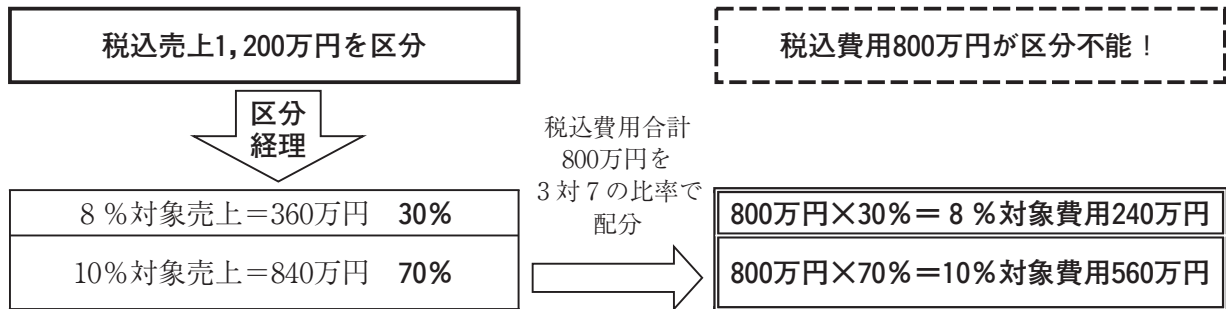 税込売上1,200万円を区分
税込費用800万円が区分不能！
区分
経理
税込費用合計
800万円を
3対7の比率で
配分
8％対象売上＝360万円 30%
10％対象売上＝840万円 70%
800万円×30％＝8％対象費用240万円
800万円×70％＝10％対象費用560万円